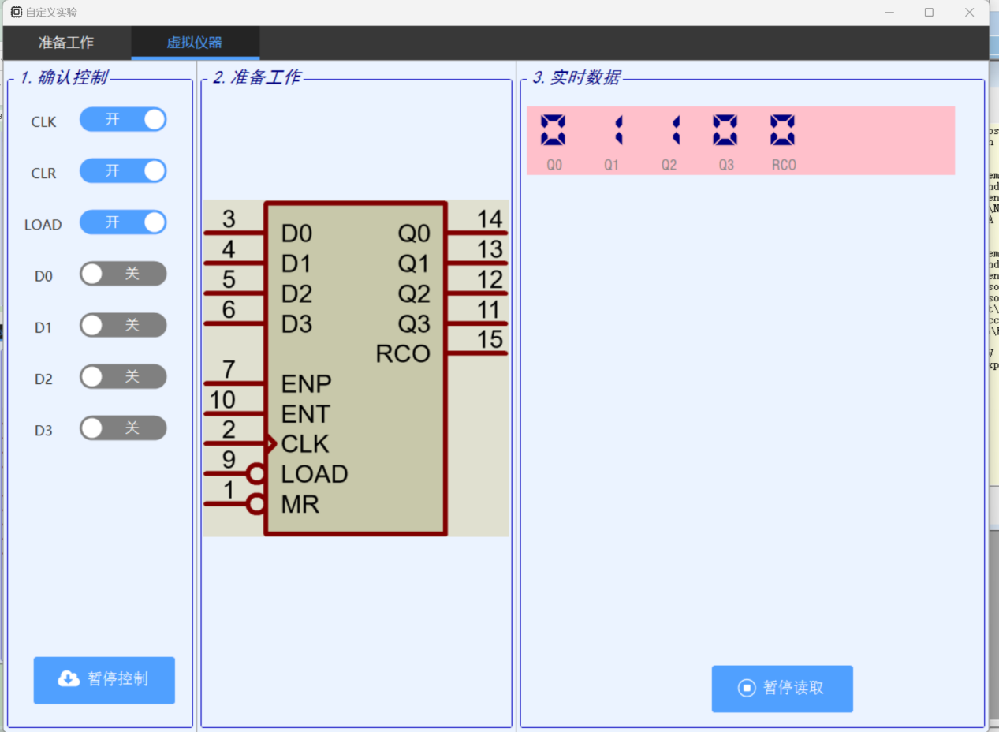 自定义实验
准备工作 虚拟仪器
1. 确认控制
CLK 开
CLR 开
LOAD 开
D0 关
D1 关
D2 关
D3 关
暂停控制
2. 准备工作
3 D0 Q0 14
4 D1 Q1 13
5 D2 Q2 12
6 D3 Q3 11
RCO 15
7 ENP
10 ENT
2 CLK
9 LOAD
1 MR
3. 实时数据
0 1 1 0 0
Q0 Q1 Q2 Q3 RCO
暂停读取